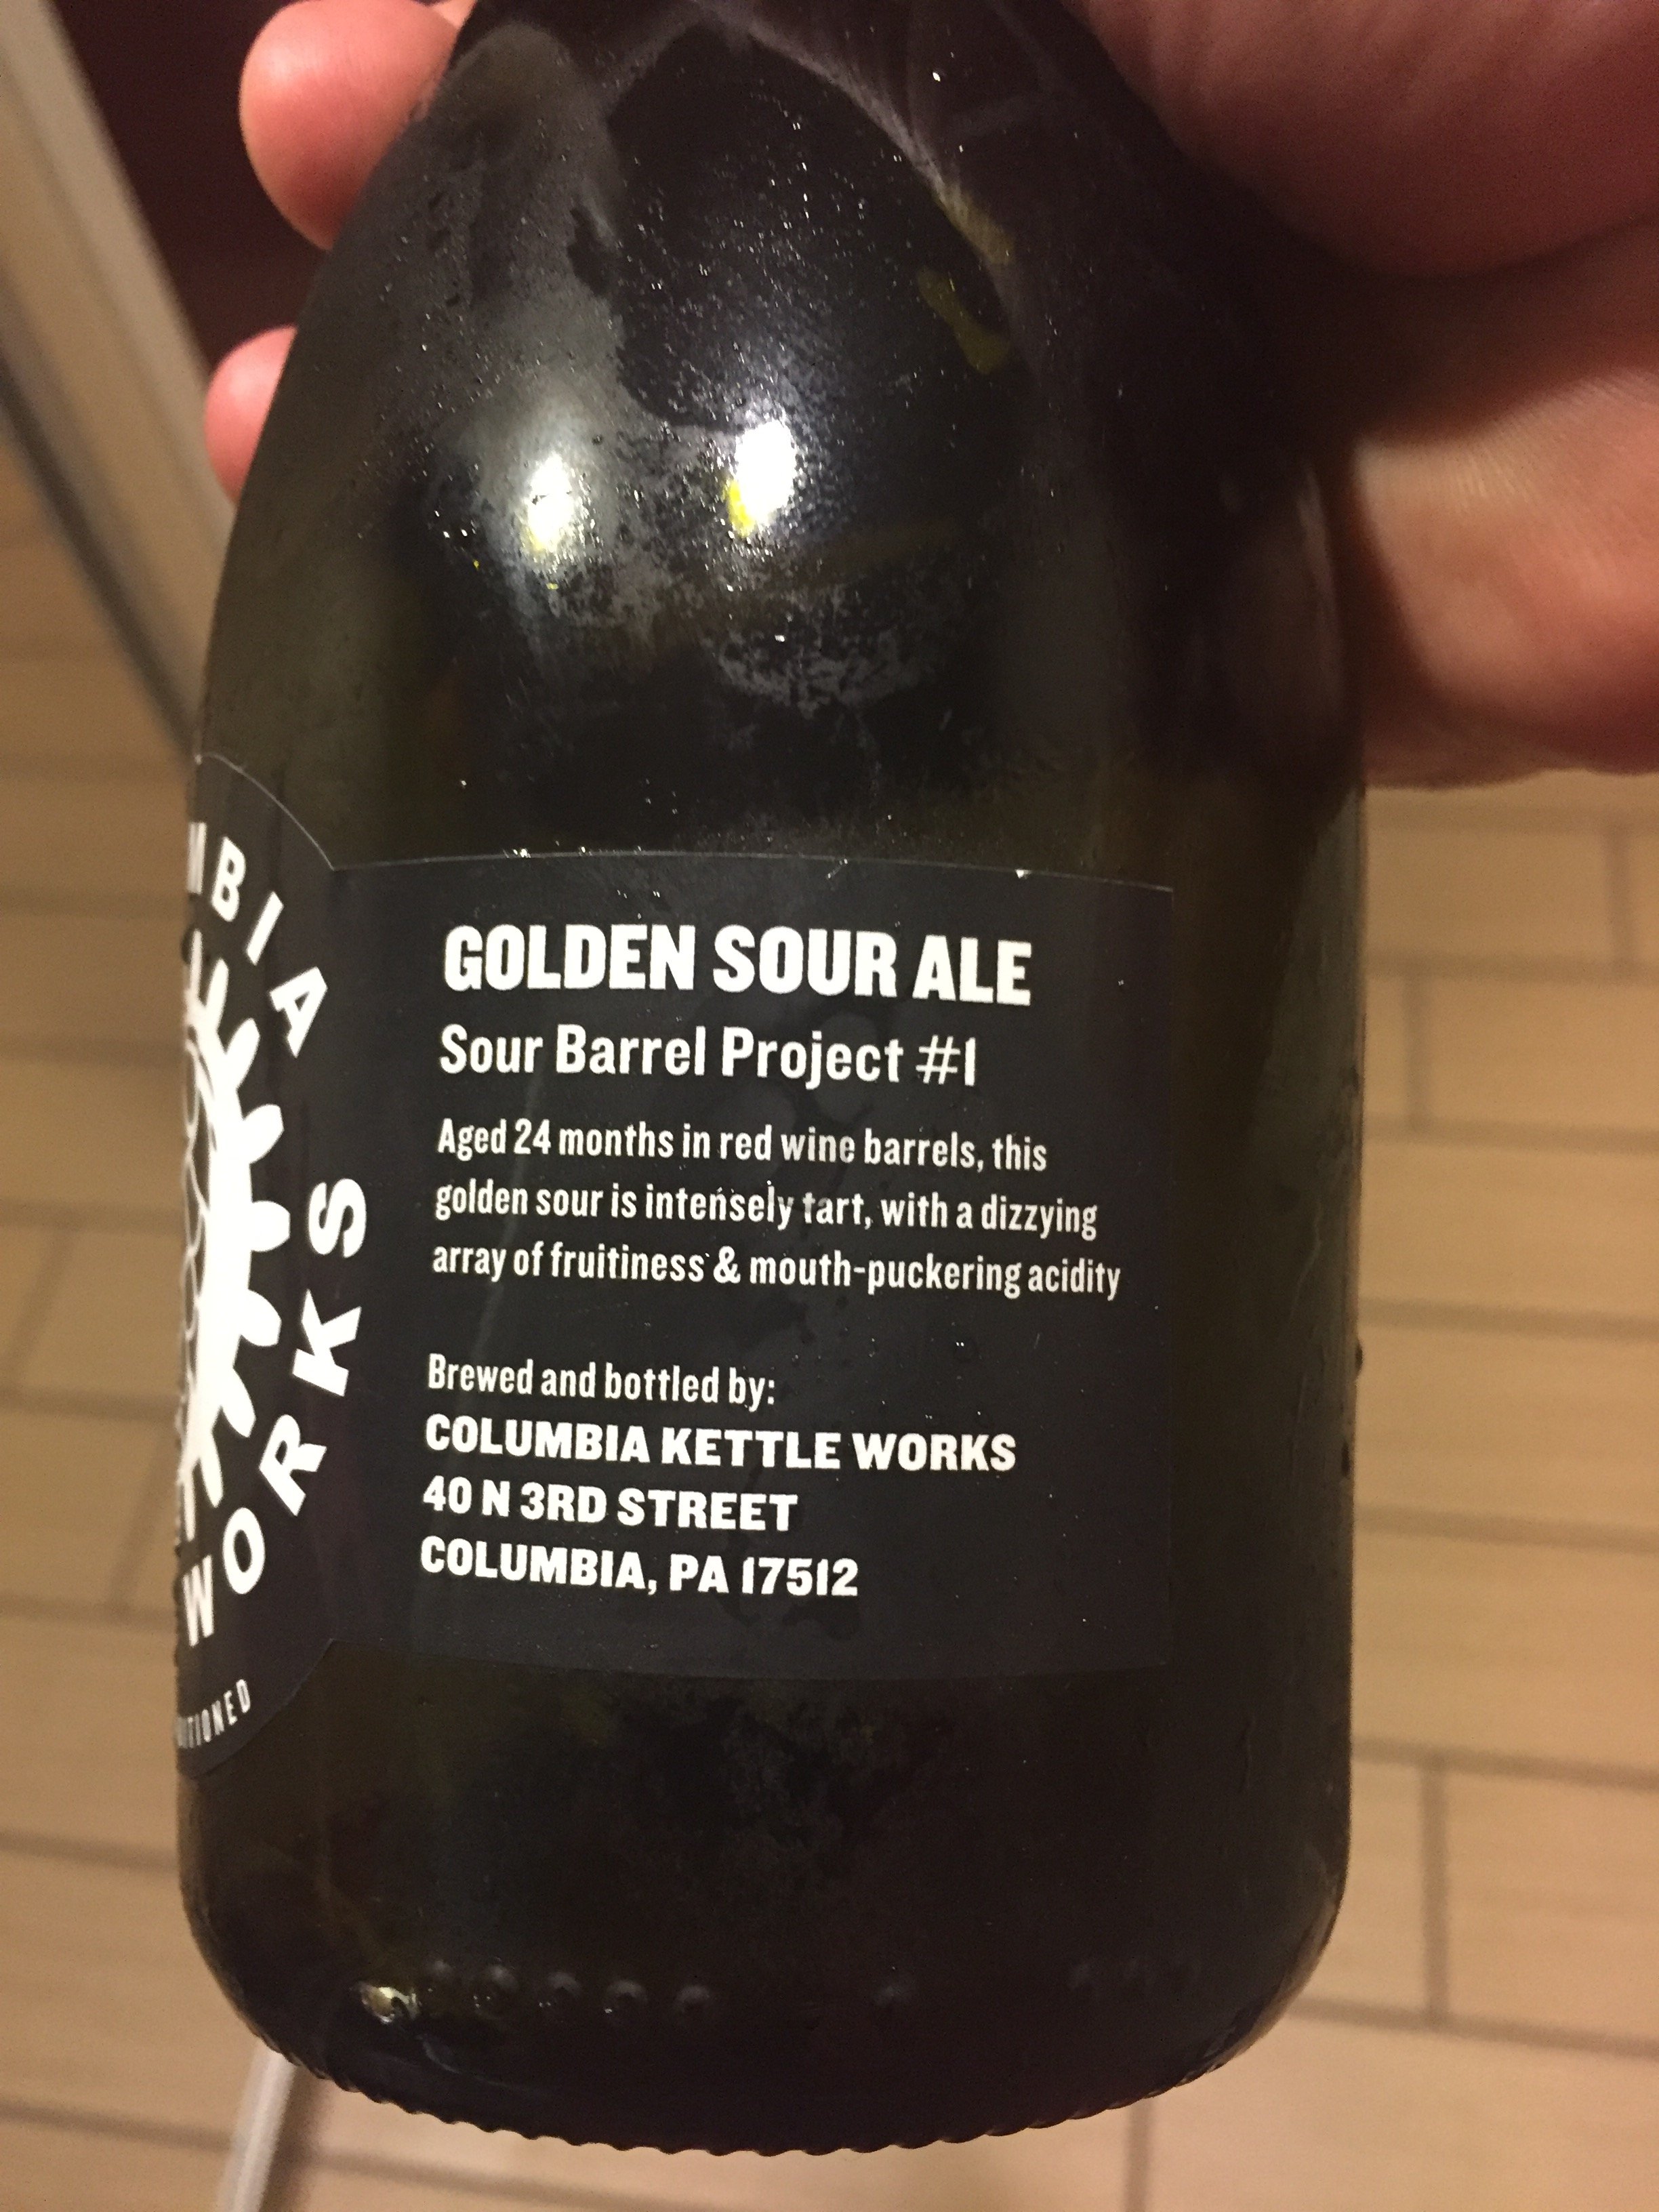 GOLDEN SOUR ALE
Sour Barrel Project #1
Aged 24 months in red wine barrels, this
golden sour is intensely tart, with a dizzying
array of fruitiness & mouth-puckering acidity
Brewed and bottled by:
COLUMBIA KETTLE WORKS
40 N 3RD STREET
COLUMBIA, PA 17512
WORKS